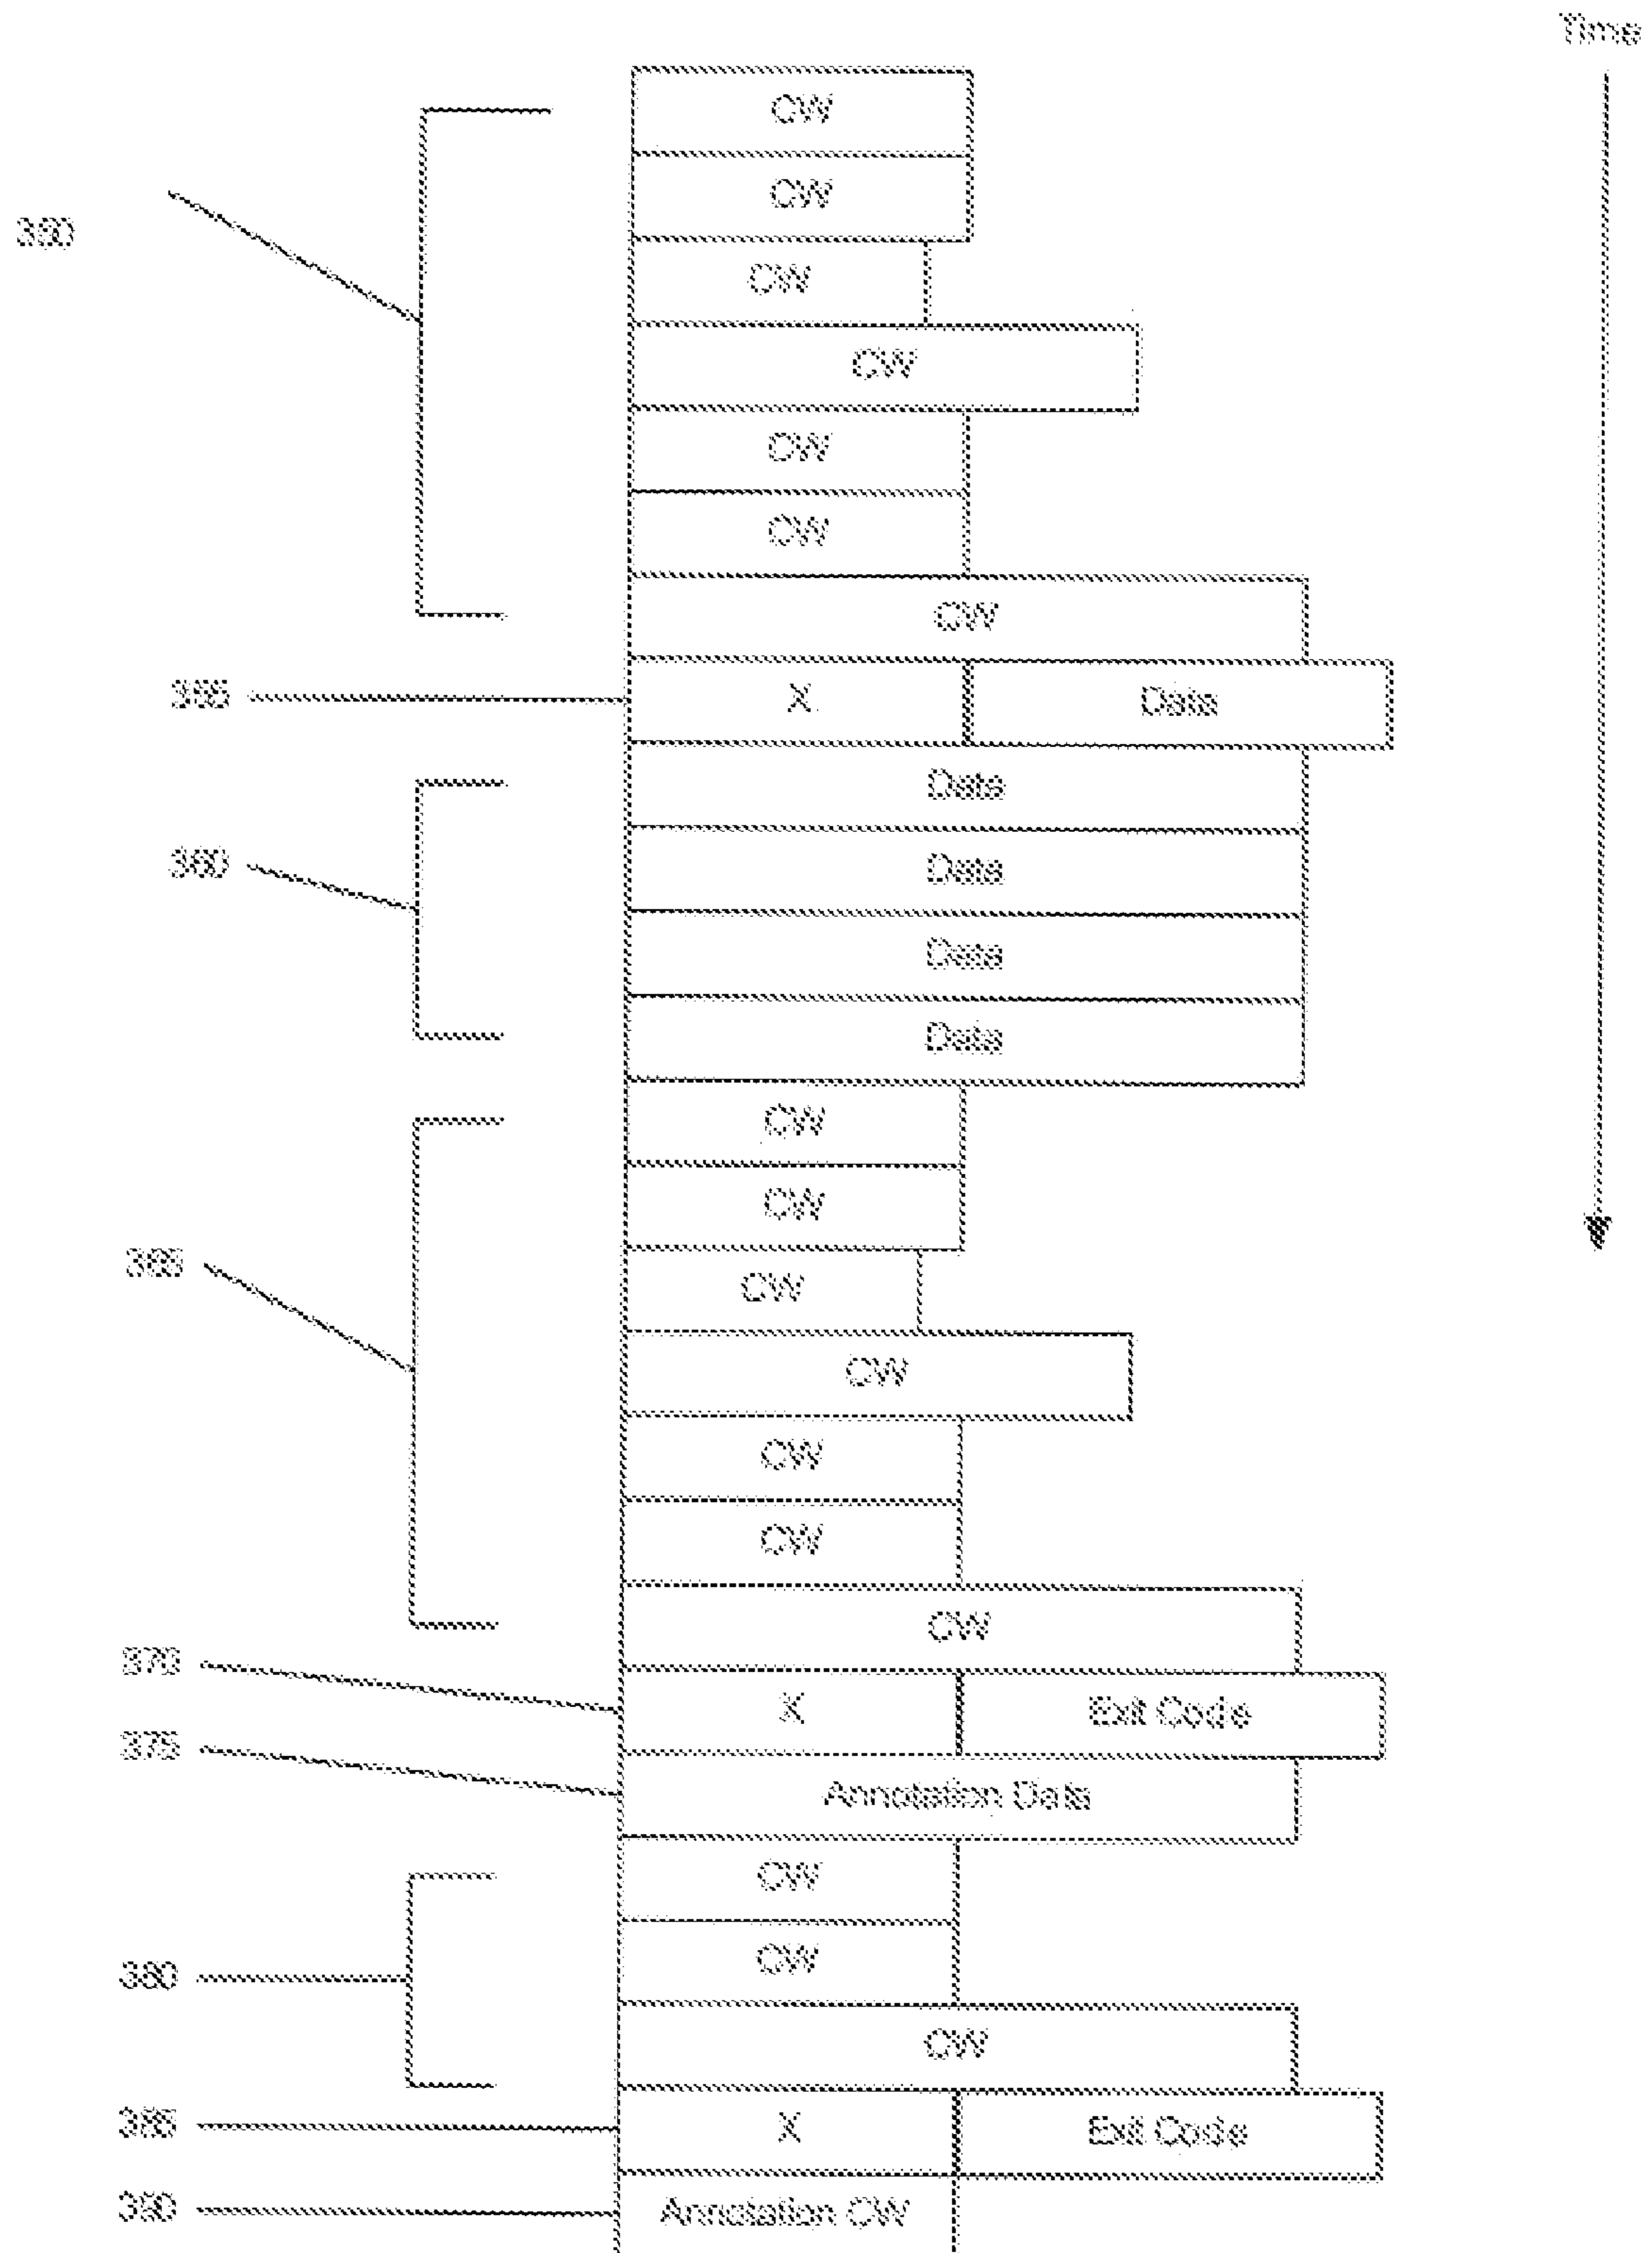 Time
CW
CW
350
CW
CW
CW
CW
CW
355 X Data
Data
360 Data
Data
Data
CW
CW
365 CW
CW
CW
CW
CW
370 X Exit Code
375 Annotation Data
CW
380 CW
CW
385 X Exit Code
390 Annotation CW